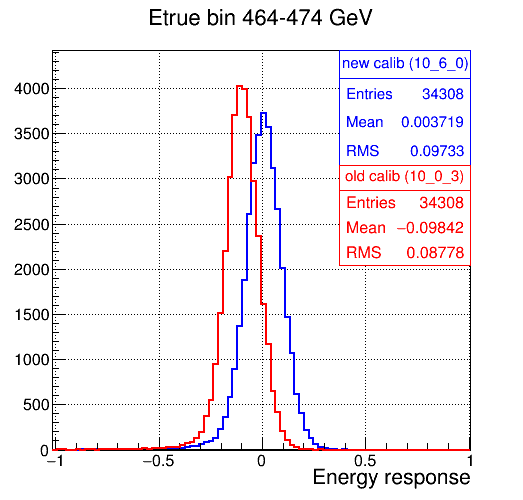 Etrue bin 464-474 GeV
new calib (10_6_0)
Entries 34308
Mean 0.003719
RMS 0.09733
old calib (10_0_3)
Entries 34308
Mean −0.09842
RMS 0.08778
4000
3500
3000
2500
2000
1500
1000
500
0
−1 −0.5 0 0.5 1
Energy response